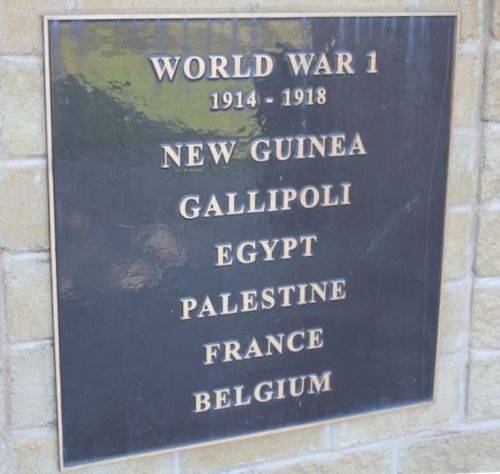 WORLD WAR 1
1914 - 1918
NEW GUINEA
GALLIPOLI
EGYPT
PALESTINE
FRANCE
BELGIUM